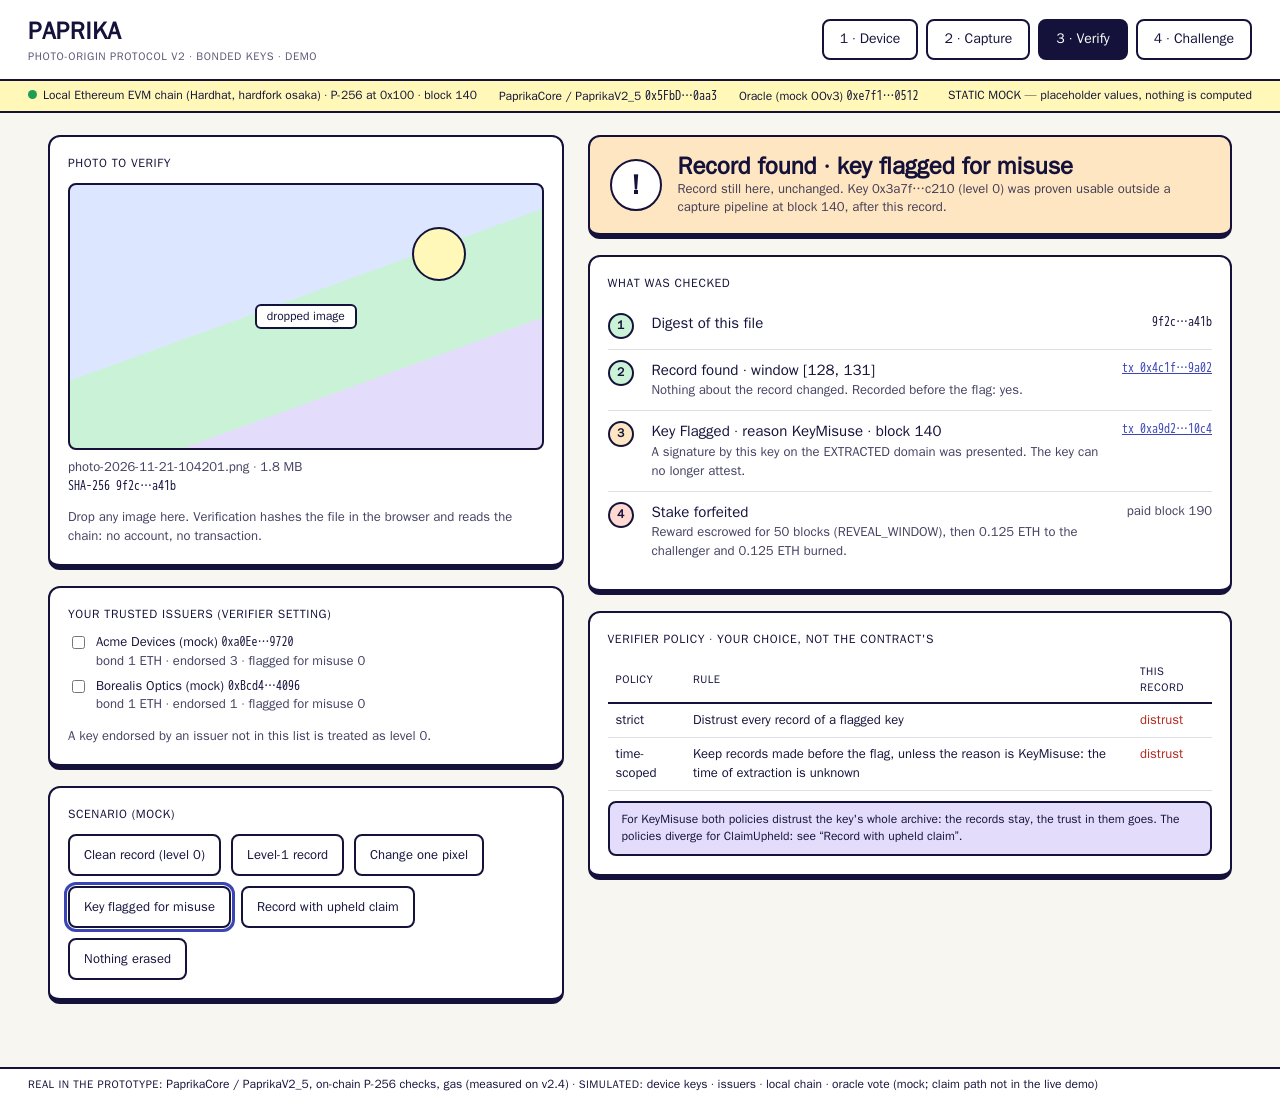 PAPRIKA
PHOTO-ORIGIN PROTOCOL V2 · BONDED KEYS · DEMO
1 · Device
2 · Capture
3 · Verify
4 · Challenge
Local Ethereum EVM chain (Hardhat, hardfork osaka) · P-256 at 0x100 · block 140
PaprikaCore / PaprikaV2_5 0x5FbD···0aa3
Oracle (mock OOv3) 0xe7f1···0512
STATIC MOCK — placeholder values, nothing is computed
PHOTO TO VERIFY
dropped image
photo-2026-11-21-104201.png · 1.8 MB
SHA-256 9f2c···a41b
Drop any image here. Verification hashes the file in the browser and reads the
chain: no account, no transaction.
YOUR TRUSTED ISSUERS (VERIFIER SETTING)
Acme Devices (mock) 0xa0Ee···9720
bond 1 ETH · endorsed 3 · flagged for misuse 0
Borealis Optics (mock) 0xBcd4···4096
bond 1 ETH · endorsed 1 · flagged for misuse 0
A key endorsed by an issuer not in this list is treated as level 0.
SCENARIO (MOCK)
Clean record (level 0)
Level-1 record
Change one pixel
Key flagged for misuse
Record with upheld claim
Nothing erased
!
Record found · key flagged for misuse
Record still here, unchanged. Key 0x3a7f···c210 (level 0) was proven usable outside a
capture pipeline at block 140, after this record.
WHAT WAS CHECKED
1
Digest of this file
9f2c···a41b
2
Record found · window [128, 131]
tx 0x4c1f···9a02
Nothing about the record changed. Recorded before the flag: yes.
3
Key Flagged · reason KeyMisuse · block 140
tx 0xa9d2···10c4
A signature by this key on the EXTRACTED domain was presented. The key can
no longer attest.
4
Stake forfeited
paid block 190
Reward escrowed for 50 blocks (REVEAL_WINDOW), then 0.125 ETH to the
challenger and 0.125 ETH burned.
VERIFIER POLICY · YOUR CHOICE, NOT THE CONTRACT'S
POLICY
RULE
THIS
RECORD
strict
Distrust every record of a flagged key
distrust
time-
scoped
Keep records made before the flag, unless the reason is KeyMisuse: the
time of extraction is unknown
distrust
For KeyMisuse both policies distrust the key's whole archive: the records stay, the trust in them goes. The
policies diverge for ClaimUpheld: see “Record with upheld claim”.
REAL IN THE PROTOTYPE: PaprikaCore / PaprikaV2_5, on-chain P-256 checks, gas (measured on v2.4) · SIMULATED: device keys · issuers · local chain · oracle vote (mock; claim path not in the live demo)